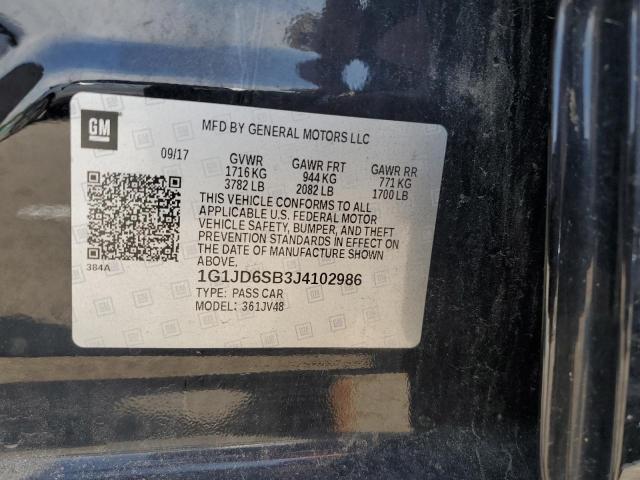 GM
MFD BY GENERAL MOTORS LLC
09/17 GVWR GAWR FRT GAWR RR
1716 KG 944 KG 771 KG
3782 LB 2082 LB 1700 LB
THIS VEHICLE CONFORMS TO ALL
APPLICABLE U.S. FEDERAL MOTOR
VEHICLE SAFETY, BUMPER, AND THEFT
PREVENTION STANDARDS IN EFFECT ON
THE DATE OF MANUFACTURE SHOWN
ABOVE.
384A
1G1JD6SB3J4102986
TYPE: PASS CAR
MODEL: 361JV48